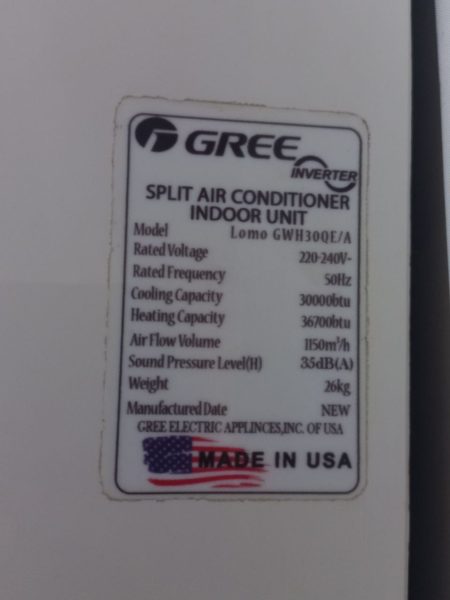 GREE
INVERTER
SPLIT AIR CONDITIONER
INDOOR UNIT
Model Lomo GWH30QE/A
Rated Voltage 220-240V~
Rated Frequency 50Hz
Cooling Capacity 30000btu
Heating Capacity 36700btu
Air Flow Volume 1150m³/h
Sound Pressure Level(H) 35dB(A)
Weight 26kg
Manufactured Date NEW
GREE ELECTRIC APPLINCES,INC. OF USA
MADE IN USA